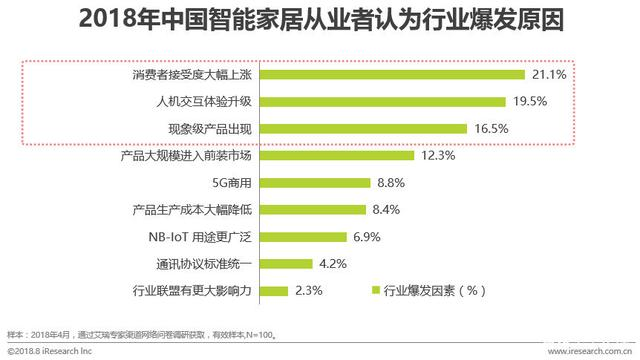 2018年中国智能家居从业者认为行业爆发原因
消费者接受度大幅上涨 21.1%
人机交互体验升级 19.5%
现象级产品出现 16.5%
产品大规模进入前装市场 12.3%
5G商用 8.8%
产品生产成本大幅降低 8.4%
NB-IoT 用途更广泛 6.9%
通讯协议标准统一 4.2%
行业联盟有更大影响力 2.3%
行业爆发因素（%）
样本：2018年4月，通过艾瑞专家渠道网络问卷调研获取，有效样本,N=100。
©2018.8 iResearch Inc
www.iresearch.com.cn